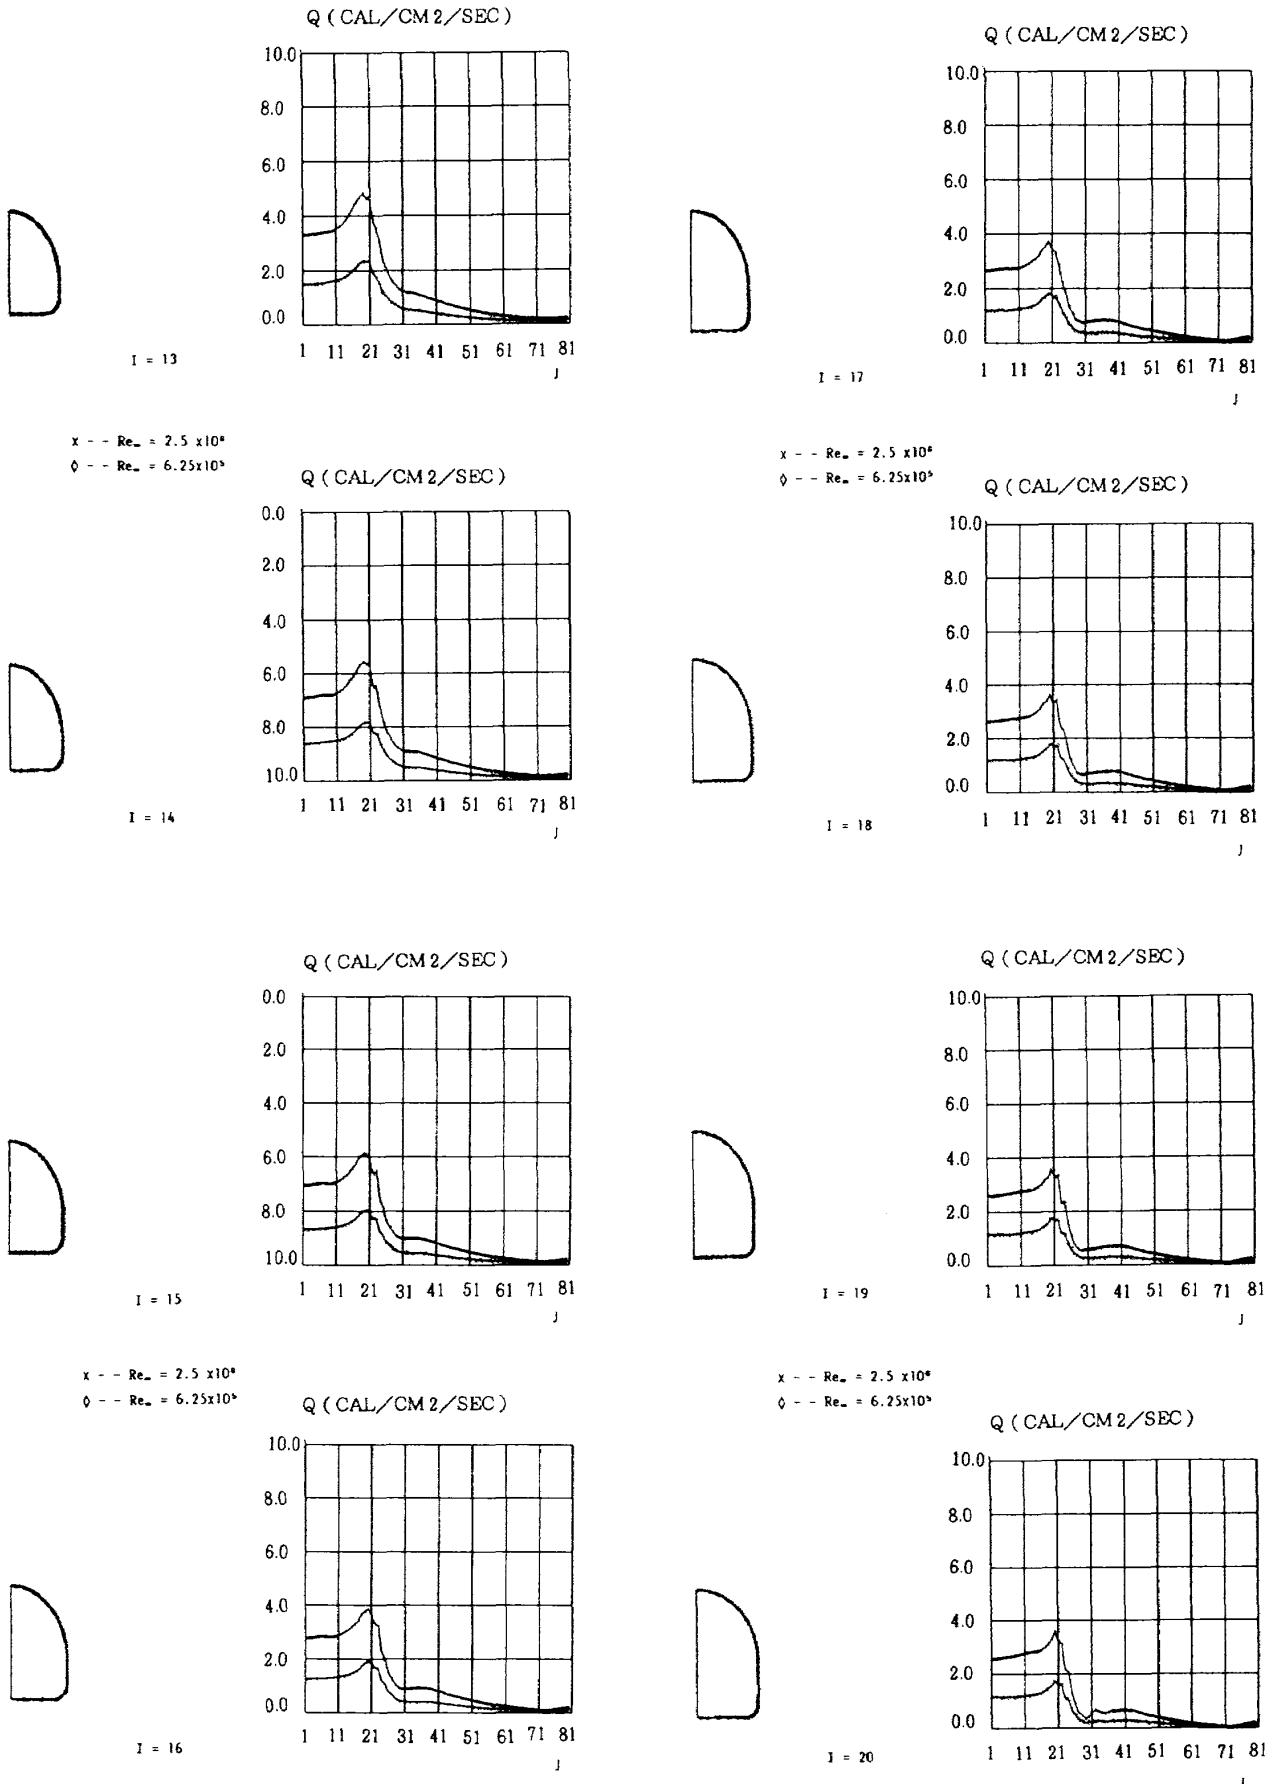 Q ( CAL/CM 2/SEC )
10.0
8.0
6.0
4.0
2.0
0.0
1 11 21 31 41 51 61 71 81
J
I = 13
x - - Re∞ = 2.5 x10⁶
◊ - - Re∞ = 6.25x10⁵
Q ( CAL/CM 2/SEC )
0.0
2.0
4.0
6.0
8.0
10.0
1 11 21 31 41 51 61 71 81
J
I = 14
Q ( CAL/CM 2/SEC )
0.0
2.0
4.0
6.0
8.0
10.0
1 11 21 31 41 51 61 71 81
J
I = 15
x - - Re∞ = 2.5 x10⁶
◊ - - Re∞ = 6.25x10⁵
Q ( CAL/CM 2/SEC )
10.0
8.0
6.0
4.0
2.0
0.0
1 11 21 31 41 51 61 71 81
J
I = 16
Q ( CAL/CM 2/SEC )
10.0
8.0
6.0
4.0
2.0
0.0
1 11 21 31 41 51 61 71 81
J
I = 17
x - - Re∞ = 2.5 x10⁶
◊ - - Re∞ = 6.25x10⁵
Q ( CAL/CM 2/SEC )
10.0
8.0
6.0
4.0
2.0
0.0
1 11 21 31 41 51 61 71 81
J
I = 18
Q ( CAL/CM 2/SEC )
10.0
8.0
6.0
4.0
2.0
0.0
1 11 21 31 41 51 61 71 81
J
I = 19
x - - Re∞ = 2.5 x10⁶
◊ - - Re∞ = 6.25x10⁵
Q ( CAL/CM 2/SEC )
10.0
8.0
6.0
4.0
2.0
0.0
1 11 21 31 41 51 61 71 81
J
I = 20